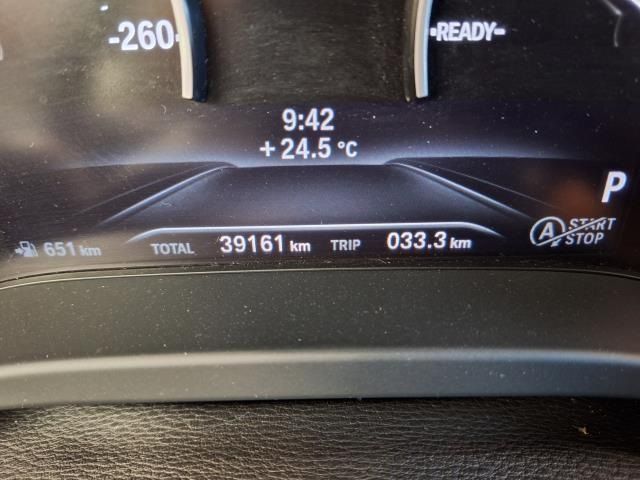 -260-
-READY-
9:42
+ 24.5 °C
P
A START STOP
651 km TOTAL 39161 km TRIP 033.3 km